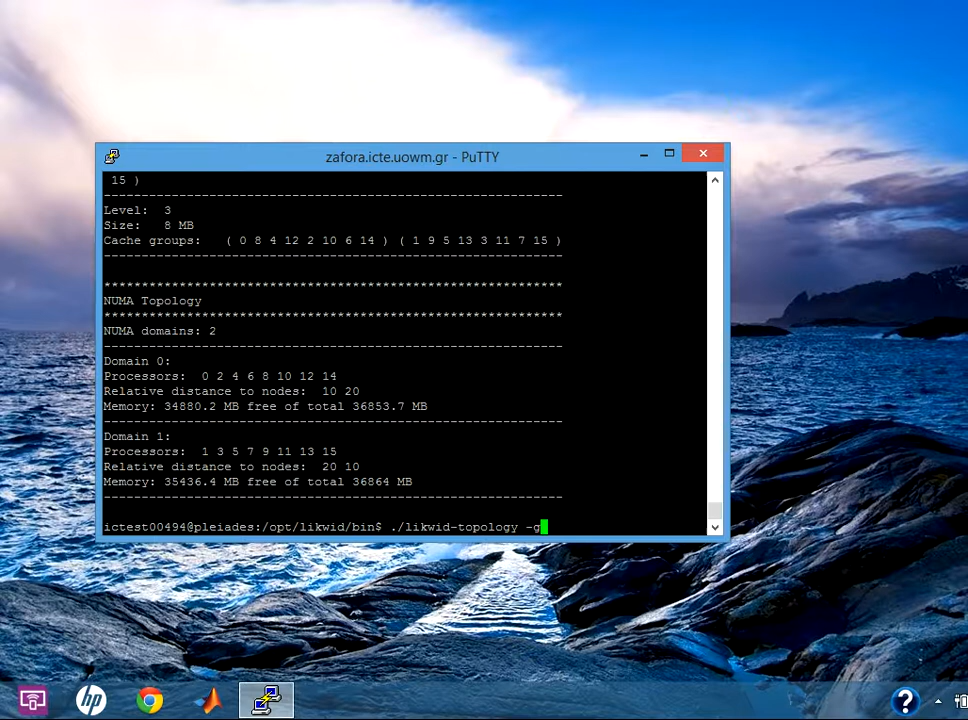 zafora.icte.uowm.gr - PuTTY
15 )
--------------------------------------------------------------
Level: 3
Size: 8 MB
Cache groups: ( 0 8 4 12 2 10 6 14 ) ( 1 9 5 13 3 11 7 15 )
--------------------------------------------------------------
*************************************************************
NUMA Topology
*************************************************************
NUMA domains: 2
--------------------------------------------------------------
Domain 0:
Processors: 0 2 4 6 8 10 12 14
Relative distance to nodes: 10 20
Memory: 34880.2 MB free of total 36853.7 MB
--------------------------------------------------------------
Domain 1:
Processors: 1 3 5 7 9 11 13 15
Relative distance to nodes: 20 10
Memory: 35436.4 MB free of total 36864 MB
--------------------------------------------------------------
ictest00494@pleiades:/opt/likwid/bin$ ./likwid-topology -g
hp
?